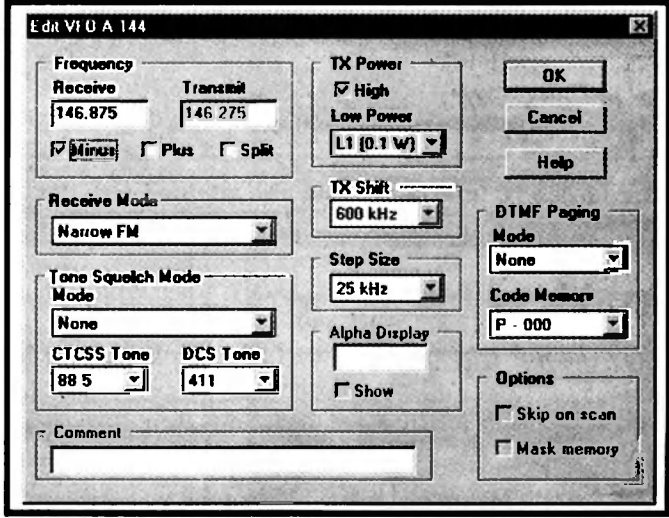 Edit VFO A 144
Frequency
Receive Transmit
146.875 146.275
Minus Plus Split
Receive Mode
Narrow FM
Tone Squelch Mode
Mode
None
CTCSS Tone DCS Tone
88.5 411
Comment
TX Power
High
Low Power
L1 (0.1 W)
TX Shift
600 kHz
Step Size
25 kHz
Alpha Display
Show
OK
Cancel
Help
DTMF Paging
Mode
None
Code Memory
P - 000
Options
Skip on scan
Mask memory